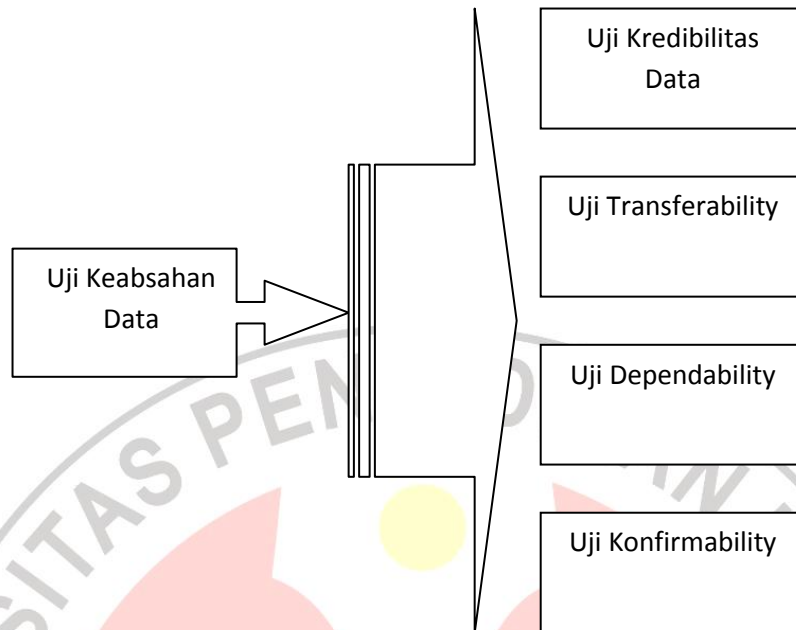 Uji Kredibilitas
Data
Uji Transferability
Uji Keabsahan
Data
Uji Dependability
Uji Konfirmability